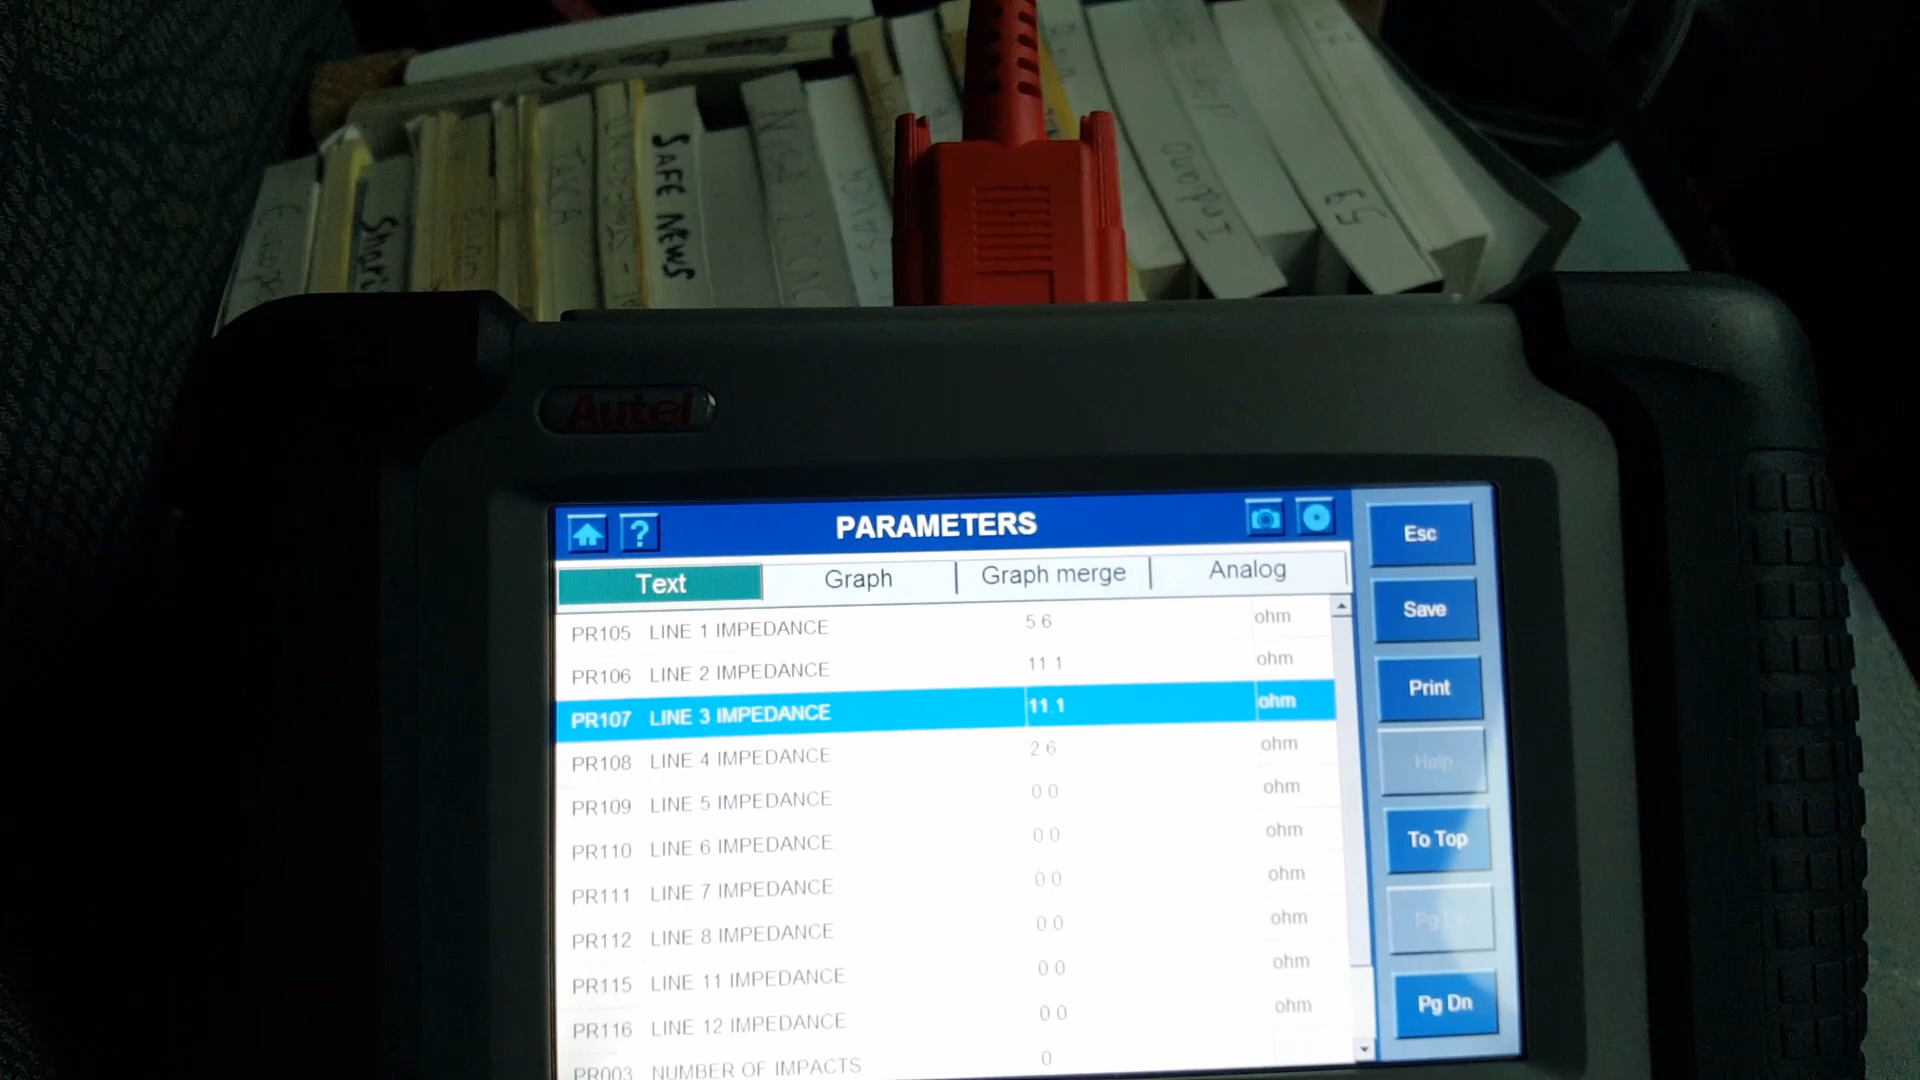 SAFE NEWS
Shari
TAKA
Indiano
59
Autel
PARAMETERS
Esc
Text
Graph
Graph merge
Analog
Save
PR105 LINE 1 IMPEDANCE 5 6 ohm
PR106 LINE 2 IMPEDANCE 11 1 ohm
Print
PR107 LINE 3 IMPEDANCE 11.1 ohm
PR108 LINE 4 IMPEDANCE 2 6 ohm
Help
PR109 LINE 5 IMPEDANCE 0 0 ohm
PR110 LINE 6 IMPEDANCE 0 0 ohm
To Top
PR111 LINE 7 IMPEDANCE 0 0 ohm
PR112 LINE 8 IMPEDANCE 0 0 ohm
PR115 LINE 11 IMPEDANCE 0 0 ohm
PR116 LINE 12 IMPEDANCE 0 0 ohm
Pg Dn
PR003 NUMBER OF IMPACTS 0